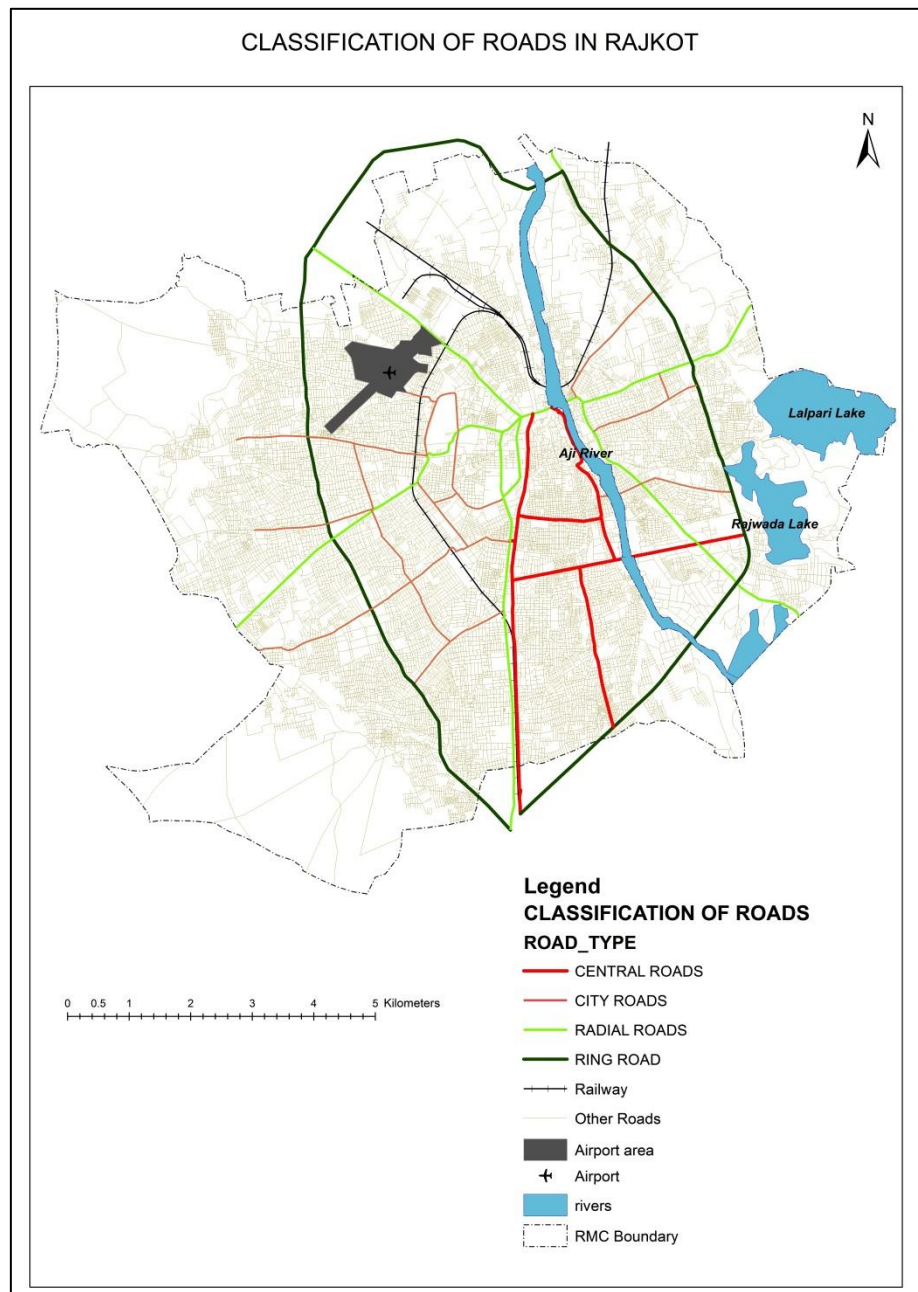 CLASSIFICATION OF ROADS IN RAJKOT
N
Lalpari Lake
Aji River
Rajwada Lake
Legend
CLASSIFICATION OF ROADS
ROAD_TYPE
CENTRAL ROADS
CITY ROADS
RADIAL ROADS
RING ROAD
Railway
Other Roads
Airport area
Airport
rivers
RMC Boundary
0 0.5 1 2 3 4 5 Kilometers